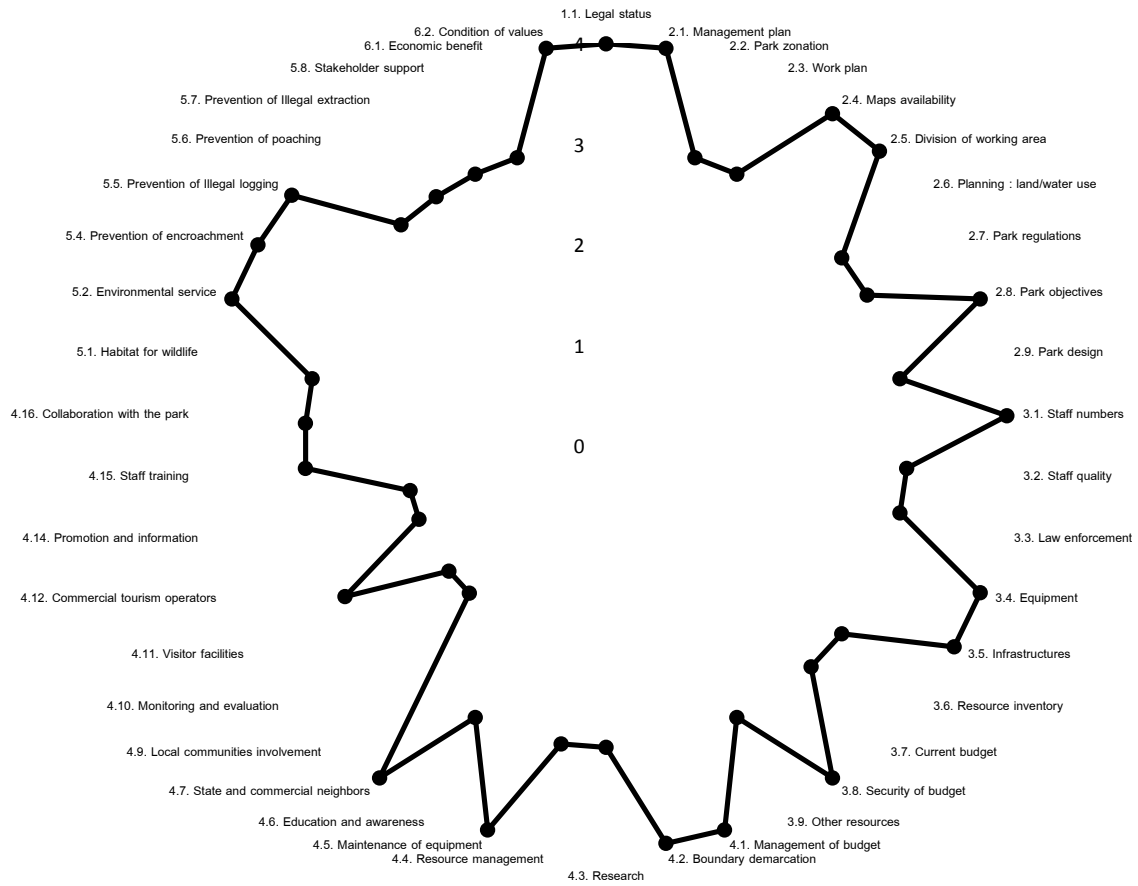 1.1. Legal status
2.1. Management plan
2.2. Park zonation
2.3. Work plan
2.4. Maps availability
2.5. Division of working area
2.6. Planning : land/water use
2.7. Park regulations
2.8. Park objectives
2.9. Park design
3.1. Staff numbers
3.2. Staff quality
3.3. Law enforcement
3.4. Equipment
3.5. Infrastructures
3.6. Resource inventory
3.7. Current budget
3.8. Security of budget
3.9. Other resources
4.1. Management of budget
4.2. Boundary demarcation
4.3. Research
4.4. Resource management
4.5. Maintenance of equipment
4.6. Education and awareness
4.7. State and commercial neighbors
4.9. Local communities involvement
4.10. Monitoring and evaluation
4.11. Visitor facilities
4.12. Commercial tourism operators
4.14. Promotion and information
4.15. Staff training
4.16. Collaboration with the park
5.1. Habitat for wildlife
5.2. Environmental service
5.4. Prevention of encroachment
5.5. Prevention of Illegal logging
5.6. Prevention of poaching
5.7. Prevention of Illegal extraction
5.8. Stakeholder support
6.1. Economic benefit
6.2. Condition of values
4
3
2
1
0